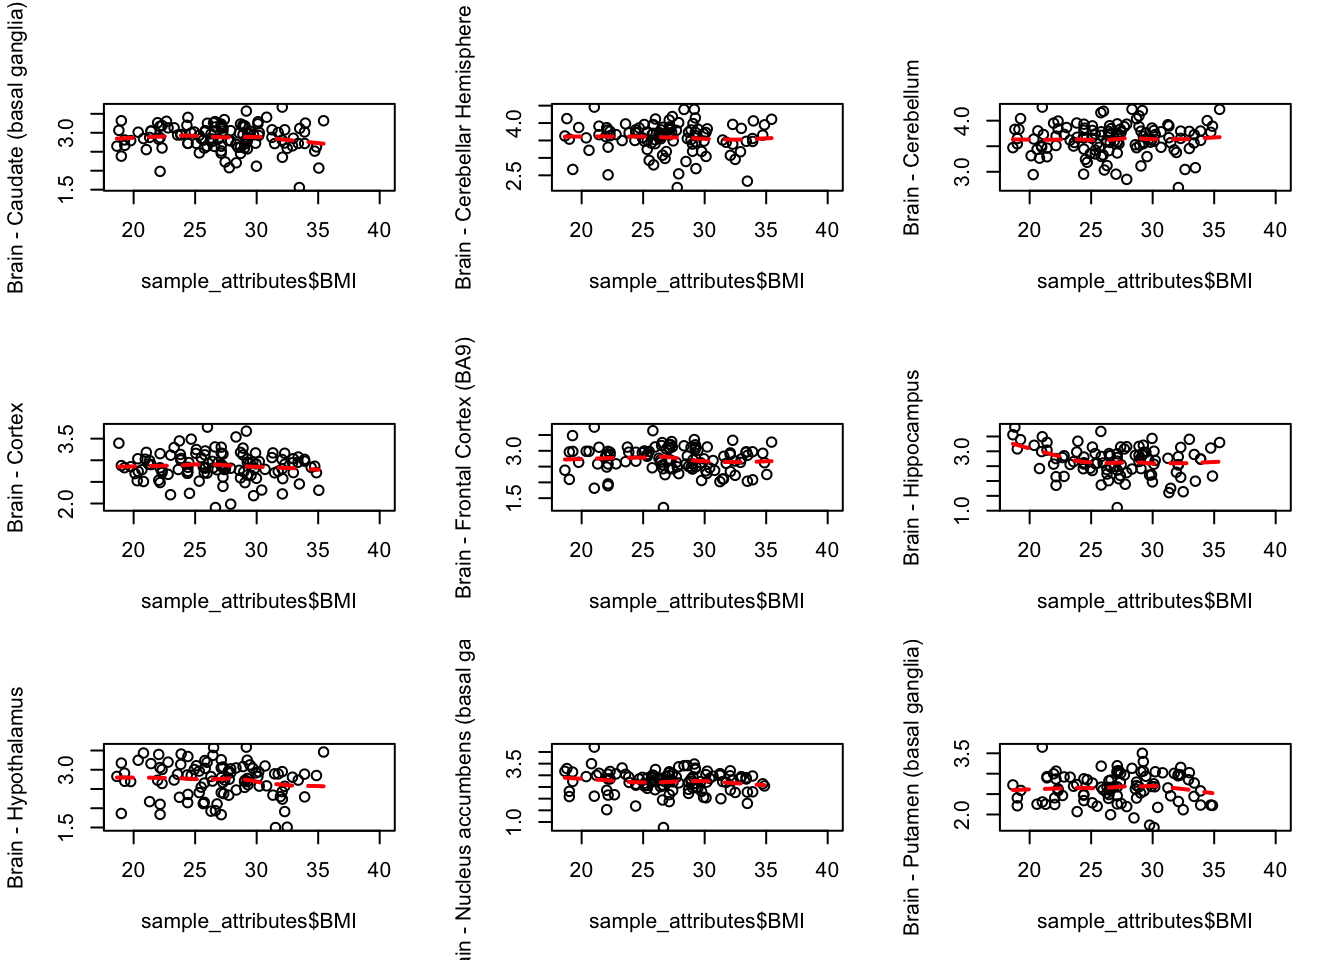 Brain - Caudate (basal ganglia)
1.5 3.0
20 25 30 35 40
sample_attributes$BMI
Brain - Cerebellar Hemisphere
2.5 4.0
20 25 30 35 40
sample_attributes$BMI
Brain - Cerebellum
3.0 4.0
20 25 30 35 40
sample_attributes$BMI
Brain - Cortex
2.0 3.5
20 25 30 35 40
sample_attributes$BMI
Brain - Frontal Cortex (BA9)
1.5 3.0
20 25 30 35 40
sample_attributes$BMI
Brain - Hippocampus
1.0 3.0
20 25 30 35 40
sample_attributes$BMI
Brain - Hypothalamus
1.5 3.0
20 25 30 35 40
sample_attributes$BMI
ain - Nucleus accumbens (basal ga
1.0 3.5
20 25 30 35 40
sample_attributes$BMI
Brain - Putamen (basal ganglia)
2.0 3.5
20 25 30 35 40
sample_attributes$BMI